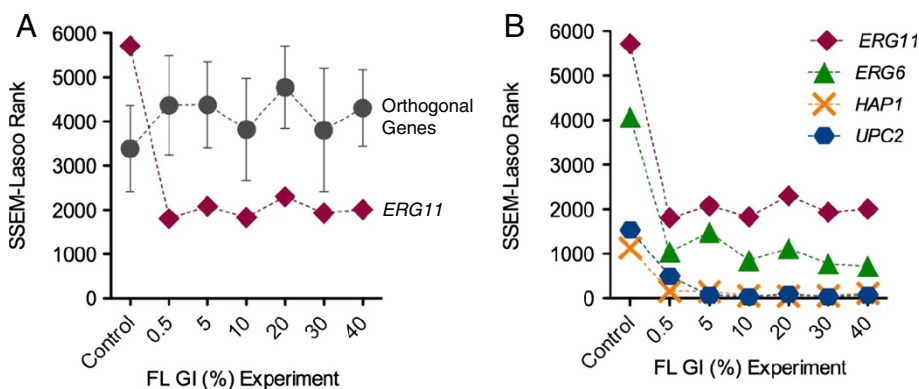 A
SSEM-Lasoo Rank
6000
5000
4000
3000
2000
1000
0
Orthogonal
Genes
ERG11
Control
0.5
5
10
20
30
40
FL GI (%) Experiment
B
SSEM-Lasoo Rank
6000
5000
4000
3000
2000
1000
0
ERG11
ERG6
HAP1
UPC2
Control
0.5
5
10
20
30
40
FL GI (%) Experiment